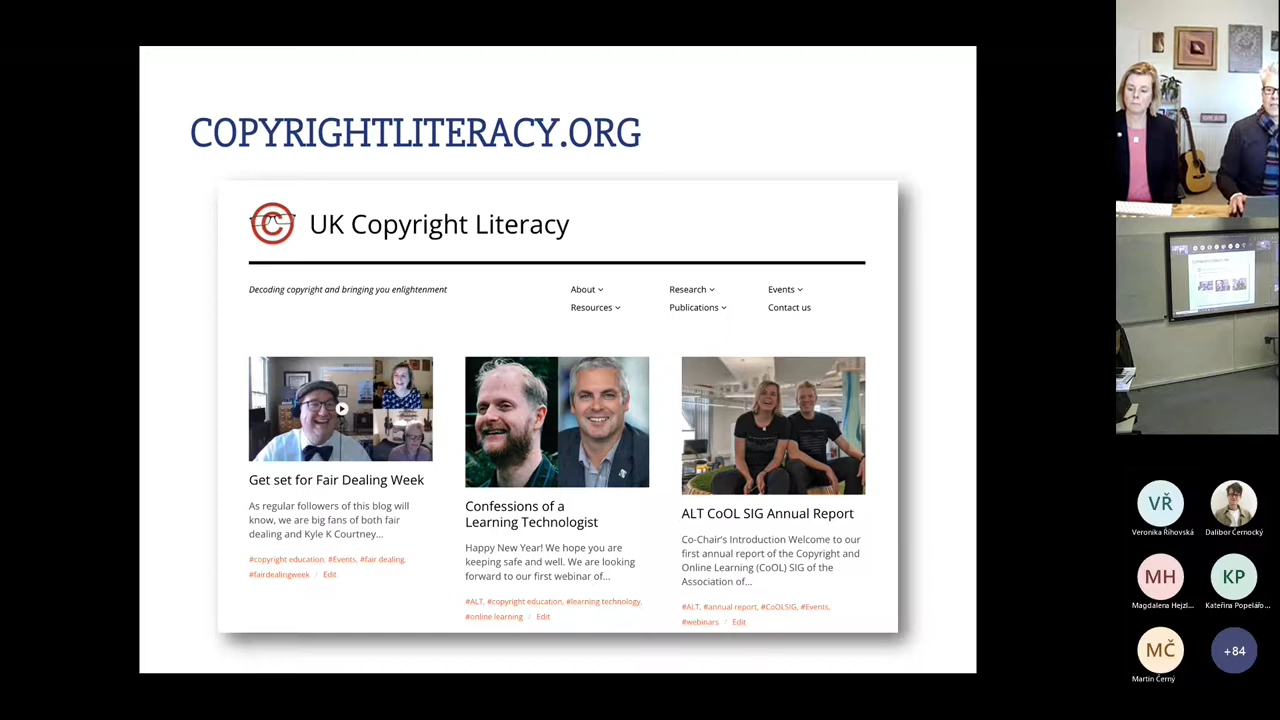 COPYRIGHTLITERACY.ORG
UK Copyright Literacy
Decoding copyright and bringing you enlightenment
About
Research
Events
Resources
Publications
Contact us
Get set for Fair Dealing Week
As regular followers of this blog will
know, we are big fans of both fair
dealing and Kyle K Courtney...
#copyright education, #Events, #fair dealing,
#fairdealingweek / Edit
Confessions of a
Learning Technologist
Happy New Year! We hope you are
keeping safe and well. We are looking
forward to our first webinar of...
#ALT, #copyright education, #learning technology,
#online learning / Edit
ALT CoOL SIG Annual Report
Co-Chair's Introduction Welcome to our
first annual report of the Copyright and
Online Learning (CoOL) SIG of the
Association of...
#ALT, #annual report, #CoOLSIG, #Events,
#webinars / Edit
VŘ
Veronika Říhovská
Dalibor Černocký
MH
Magdalena Hejzl...
KP
Kateřina Popelářo...
MČ
Martin Černý
+84